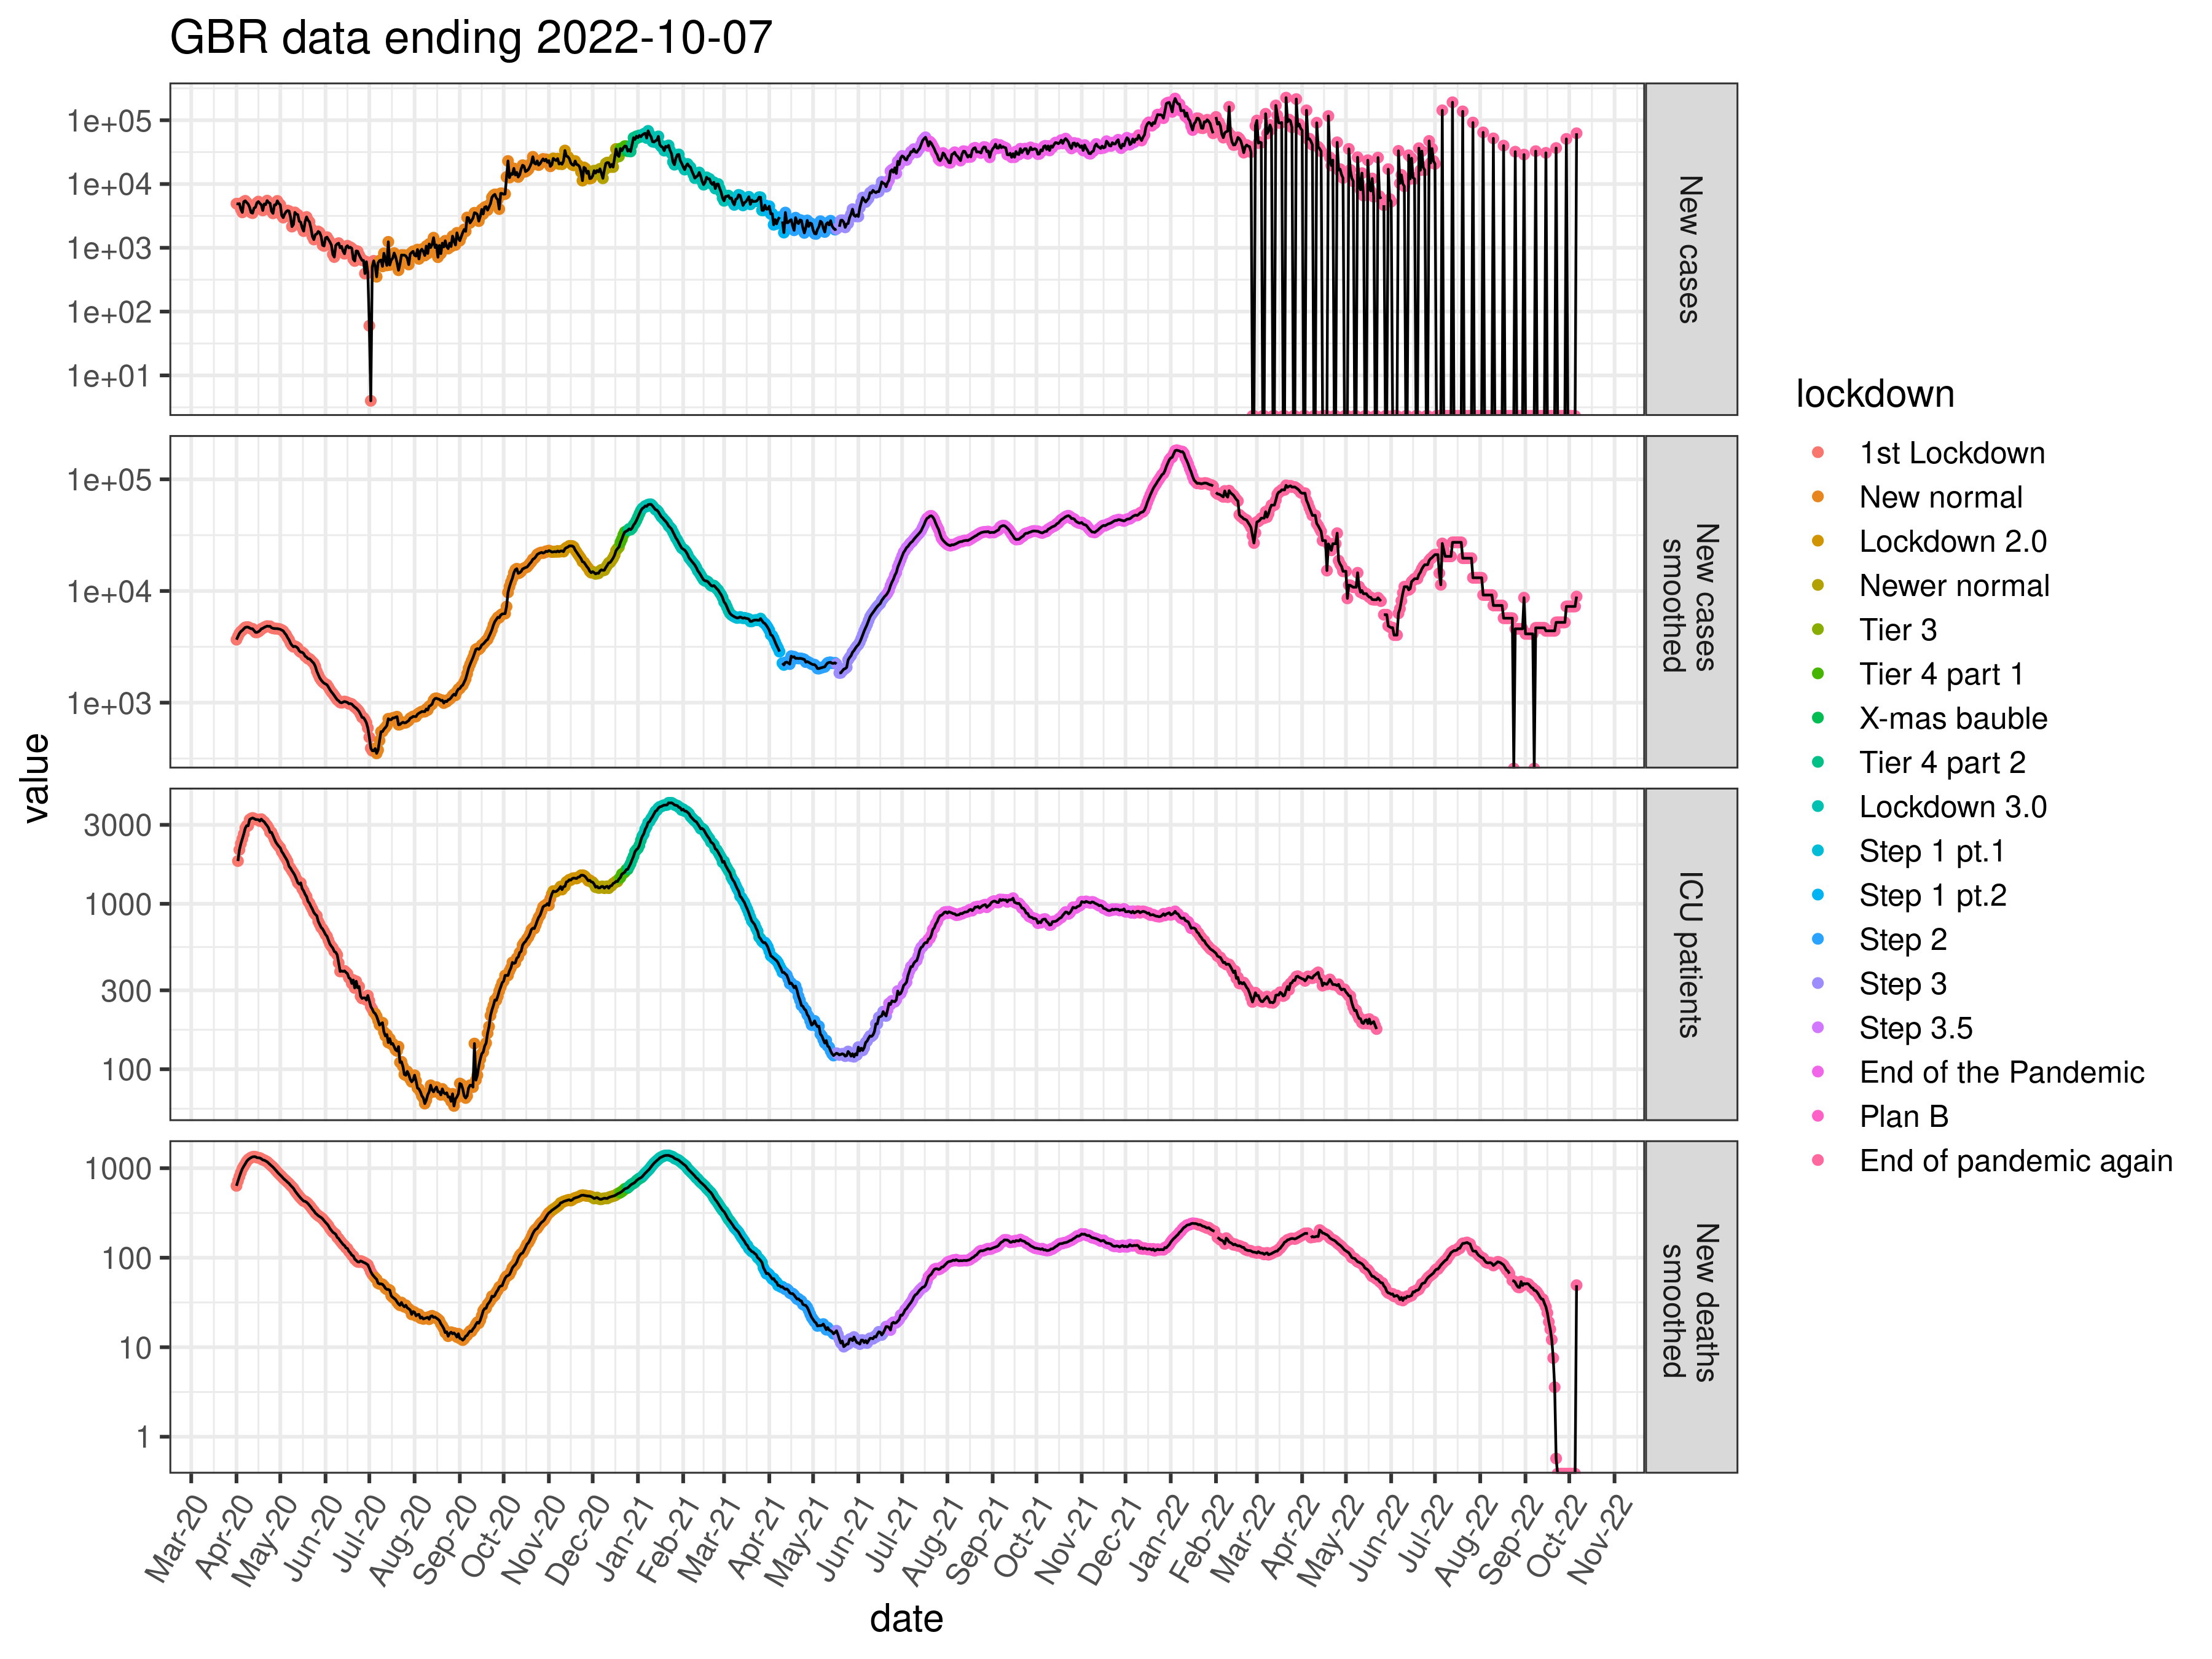 GBR data ending 2022-10-07
1e+05
1e+04
1e+03
1e+02
1e+01
New cases
1e+05
1e+04
1e+03
New cases
smoothed
3000
1000
300
100
ICU patients
1000
100
10
1
New deaths
smoothed
value
Mar-20
Apr-20
May-20
Jun-20
Jul-20
Aug-20
Sep-20
Oct-20
Nov-20
Dec-20
Jan-21
Feb-21
Mar-21
Apr-21
May-21
Jun-21
Jul-21
Aug-21
Sep-21
Oct-21
Nov-21
Dec-21
Jan-22
Feb-22
Mar-22
Apr-22
May-22
Jun-22
Jul-22
Aug-22
Sep-22
Oct-22
Nov-22
date
lockdown
1st Lockdown
New normal
Lockdown 2.0
Newer normal
Tier 3
Tier 4 part 1
X-mas bauble
Tier 4 part 2
Lockdown 3.0
Step 1 pt.1
Step 1 pt.2
Step 2
Step 3
Step 3.5
End of the Pandemic
Plan B
End of pandemic again